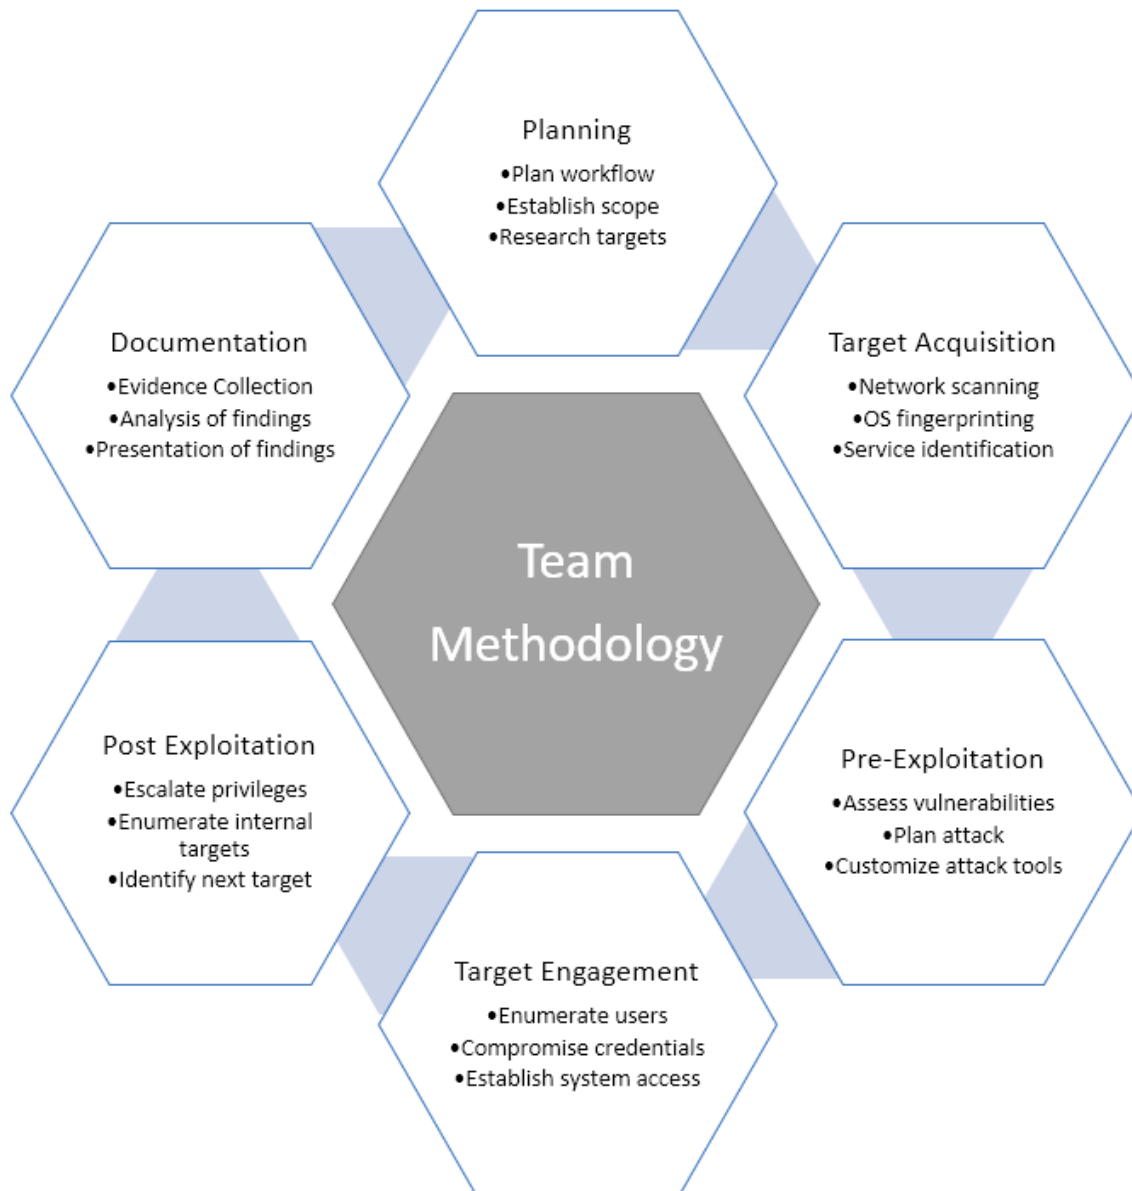 Planning
•Plan workflow
•Establish scope
•Research targets
Target Acquisition
•Network scanning
•OS fingerprinting
•Service identification
Pre-Exploitation
•Assess vulnerabilities
•Plan attack
•Customize attack tools
Target Engagement
•Enumerate users
•Compromise credentials
•Establish system access
Post Exploitation
•Escalate privileges
•Enumerate internal
targets
•Identify next target
Documentation
•Evidence Collection
•Analysis of findings
•Presentation of findings
Team
Methodology